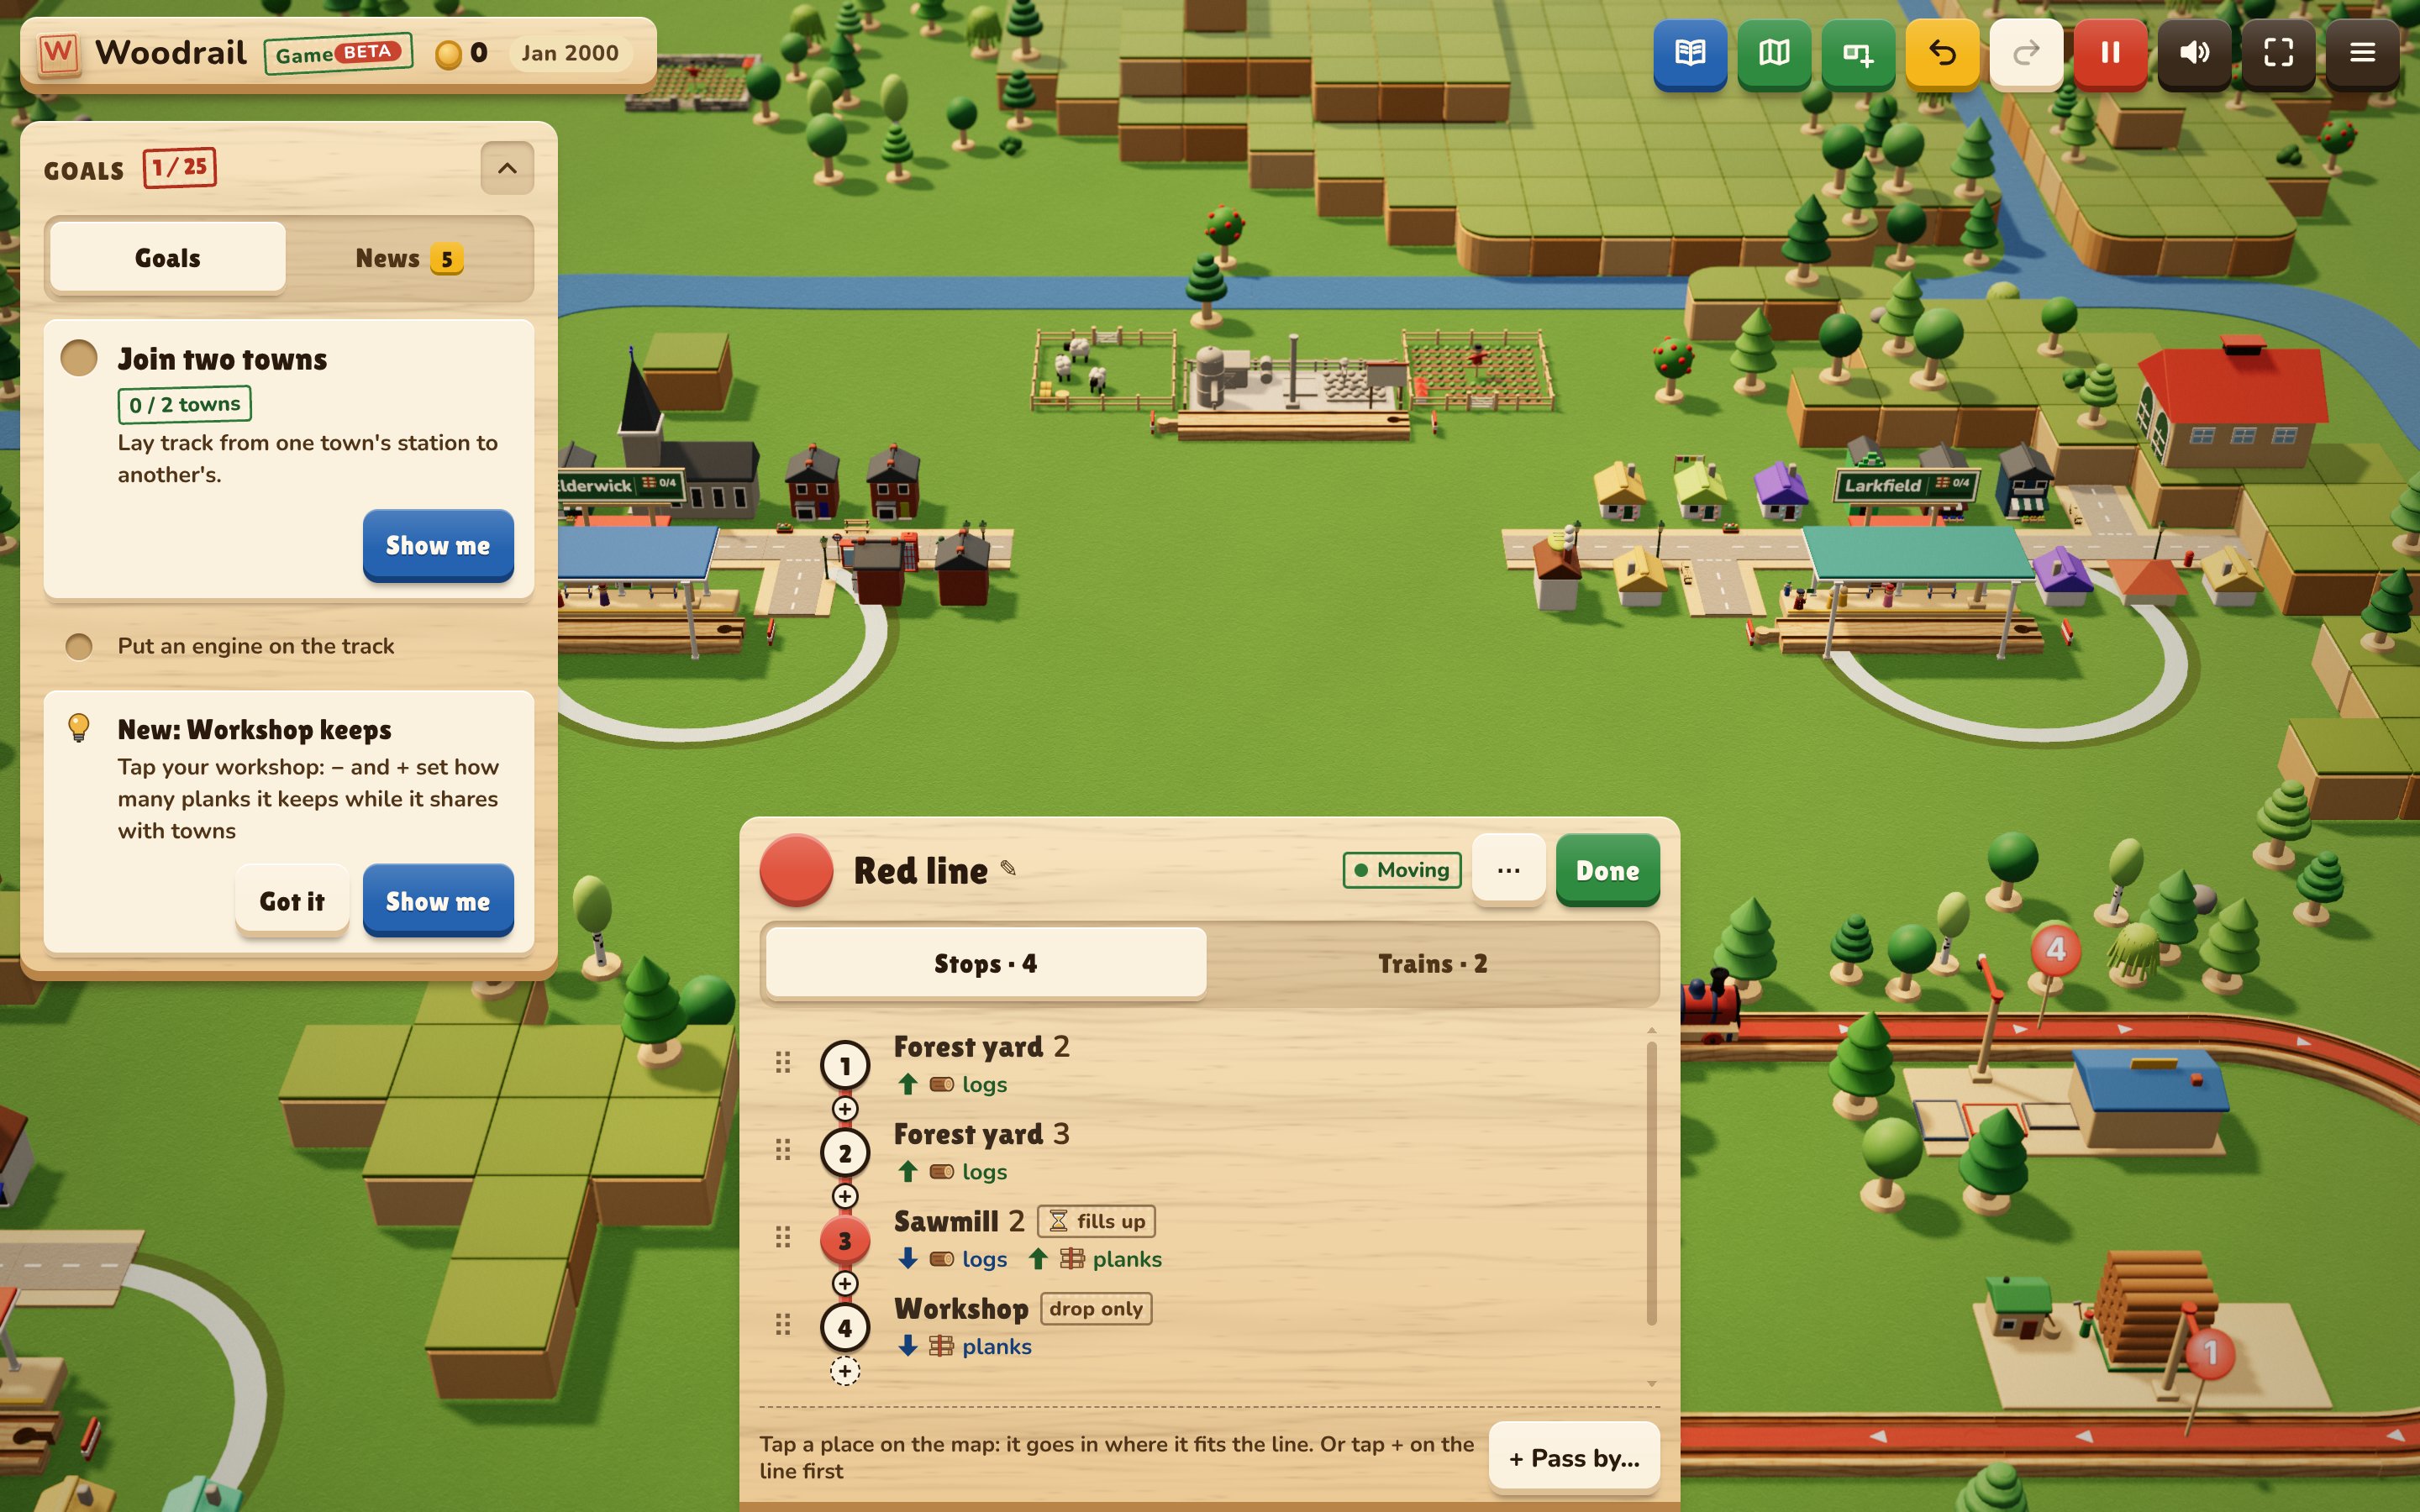 W Woodrail Game BETA 0 Jan 2000
GOALS 1/25
Goals News 5
Join two towns
0 / 2 towns
Lay track from one town's station to
another's.
Show me
Put an engine on the track
New: Workshop keeps
Tap your workshop: − and + set how
many planks it keeps while it shares
with towns
Got it Show me
0/4
Larkfield 0/4
Red line Moving ... Done
Stops · 4 Trains · 2
1 Forest yard 2
logs
2 Forest yard 3
logs
3 Sawmill 2 fills up
logs planks
4 Workshop drop only
planks
Tap a place on the map: it goes in where it fits the line. Or tap + on the
line first
+ Pass by...
4
1